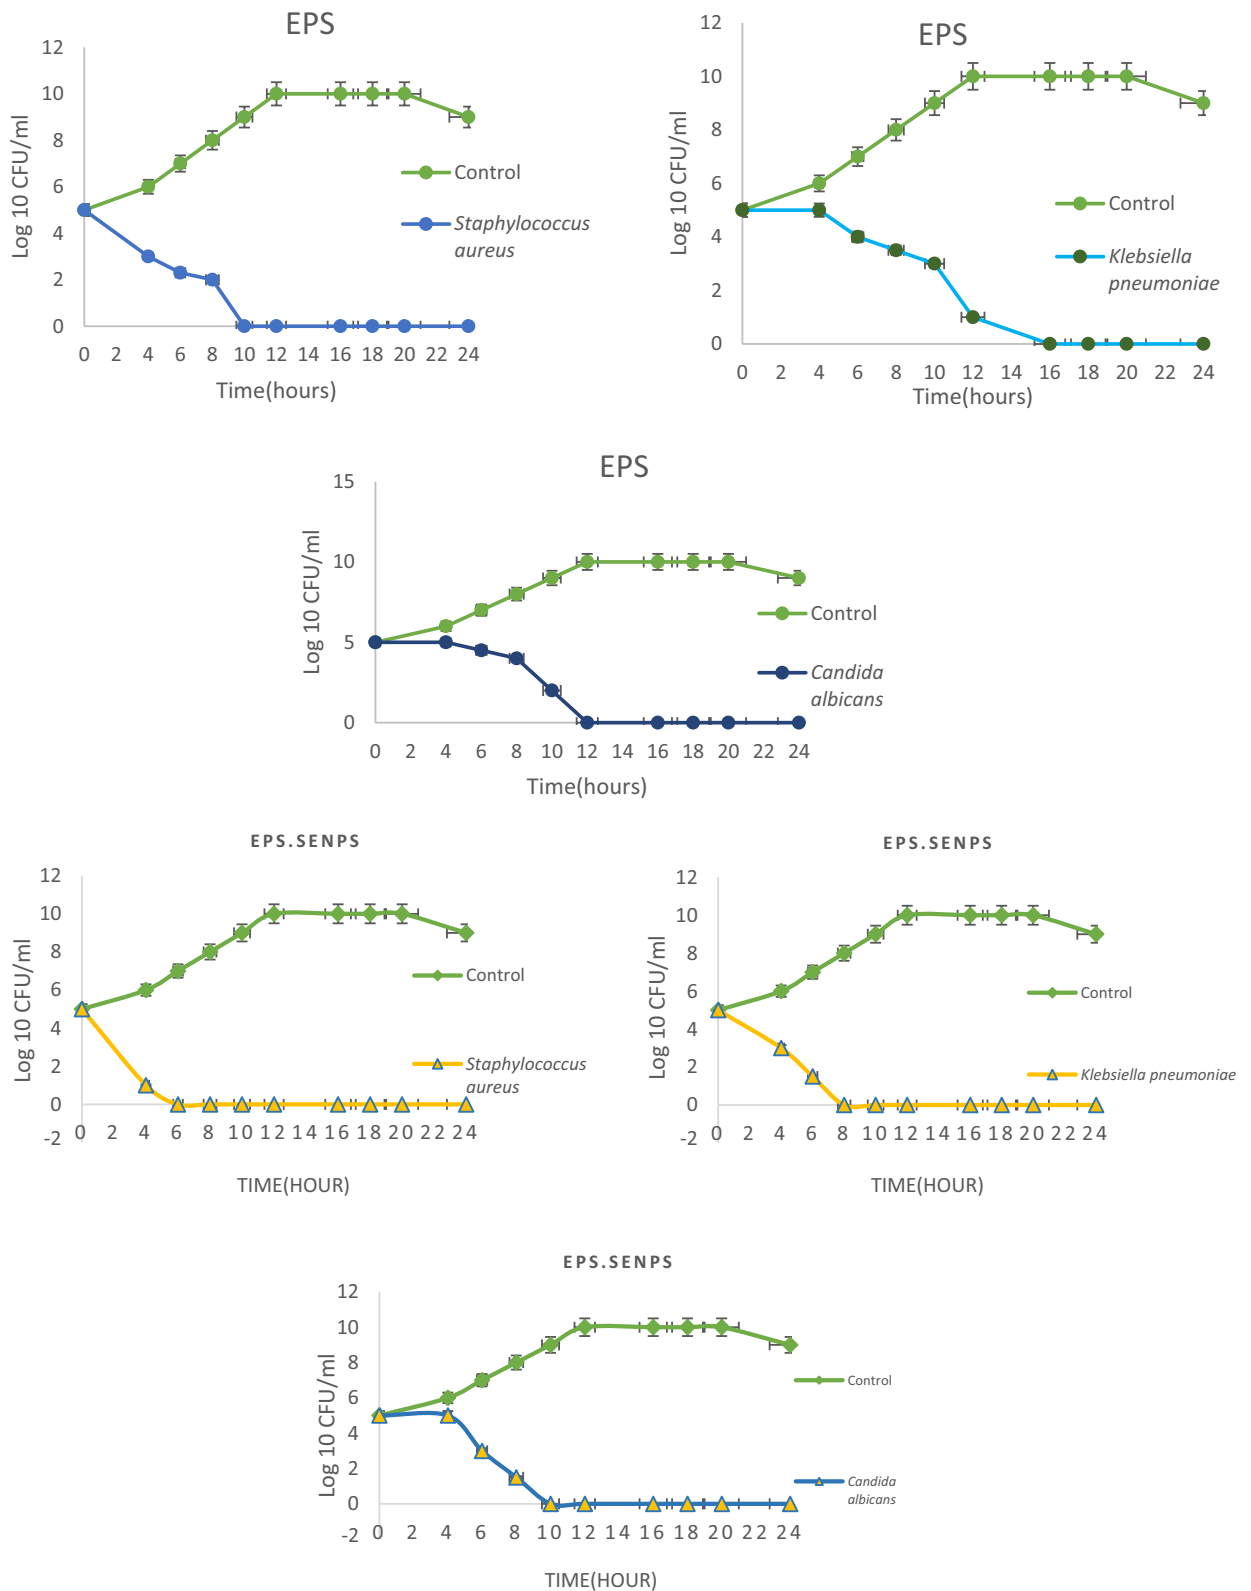 EPS
12
10
8
6
4
2
0
Log 10 CFU/ml
0 2 4 6 8 10 12 14 16 18 20 22 24
Time(hours)
Control
Staphylococcus
aureus
EPS
12
10
8
6
4
2
0
Log 10 CFU/ml
0 2 4 6 8 10 12 14 16 18 20 22 24
Time(hours)
Control
Klebsiella
pneumoniae
EPS
15
10
5
0
Log 10 CFU/ml
0 2 4 6 8 10 12 14 16 18 20 22 24
Time(hours)
Control
Candida
albicans
EPS.SENPS
12
10
8
6
4
2
0
-2
Log 10 CFU/ml
0 2 4 6 8 10 12 14 16 18 20 22 24
TIME(HOUR)
Control
Staphylococcus
aureus
EPS.SENPS
12
10
8
6
4
2
0
-2
Log 10 CFU/ml
0 2 4 6 8 10 12 14 16 18 20 22 24
TIME(HOUR)
Control
Klebsiella pneumoniae
EPS.SENPS
12
10
8
6
4
2
0
-2
Log 10 CFU/ml
0 2 4 6 8 10 12 14 16 18 20 22 24
TIME(HOUR)
Control
Candida
albicans